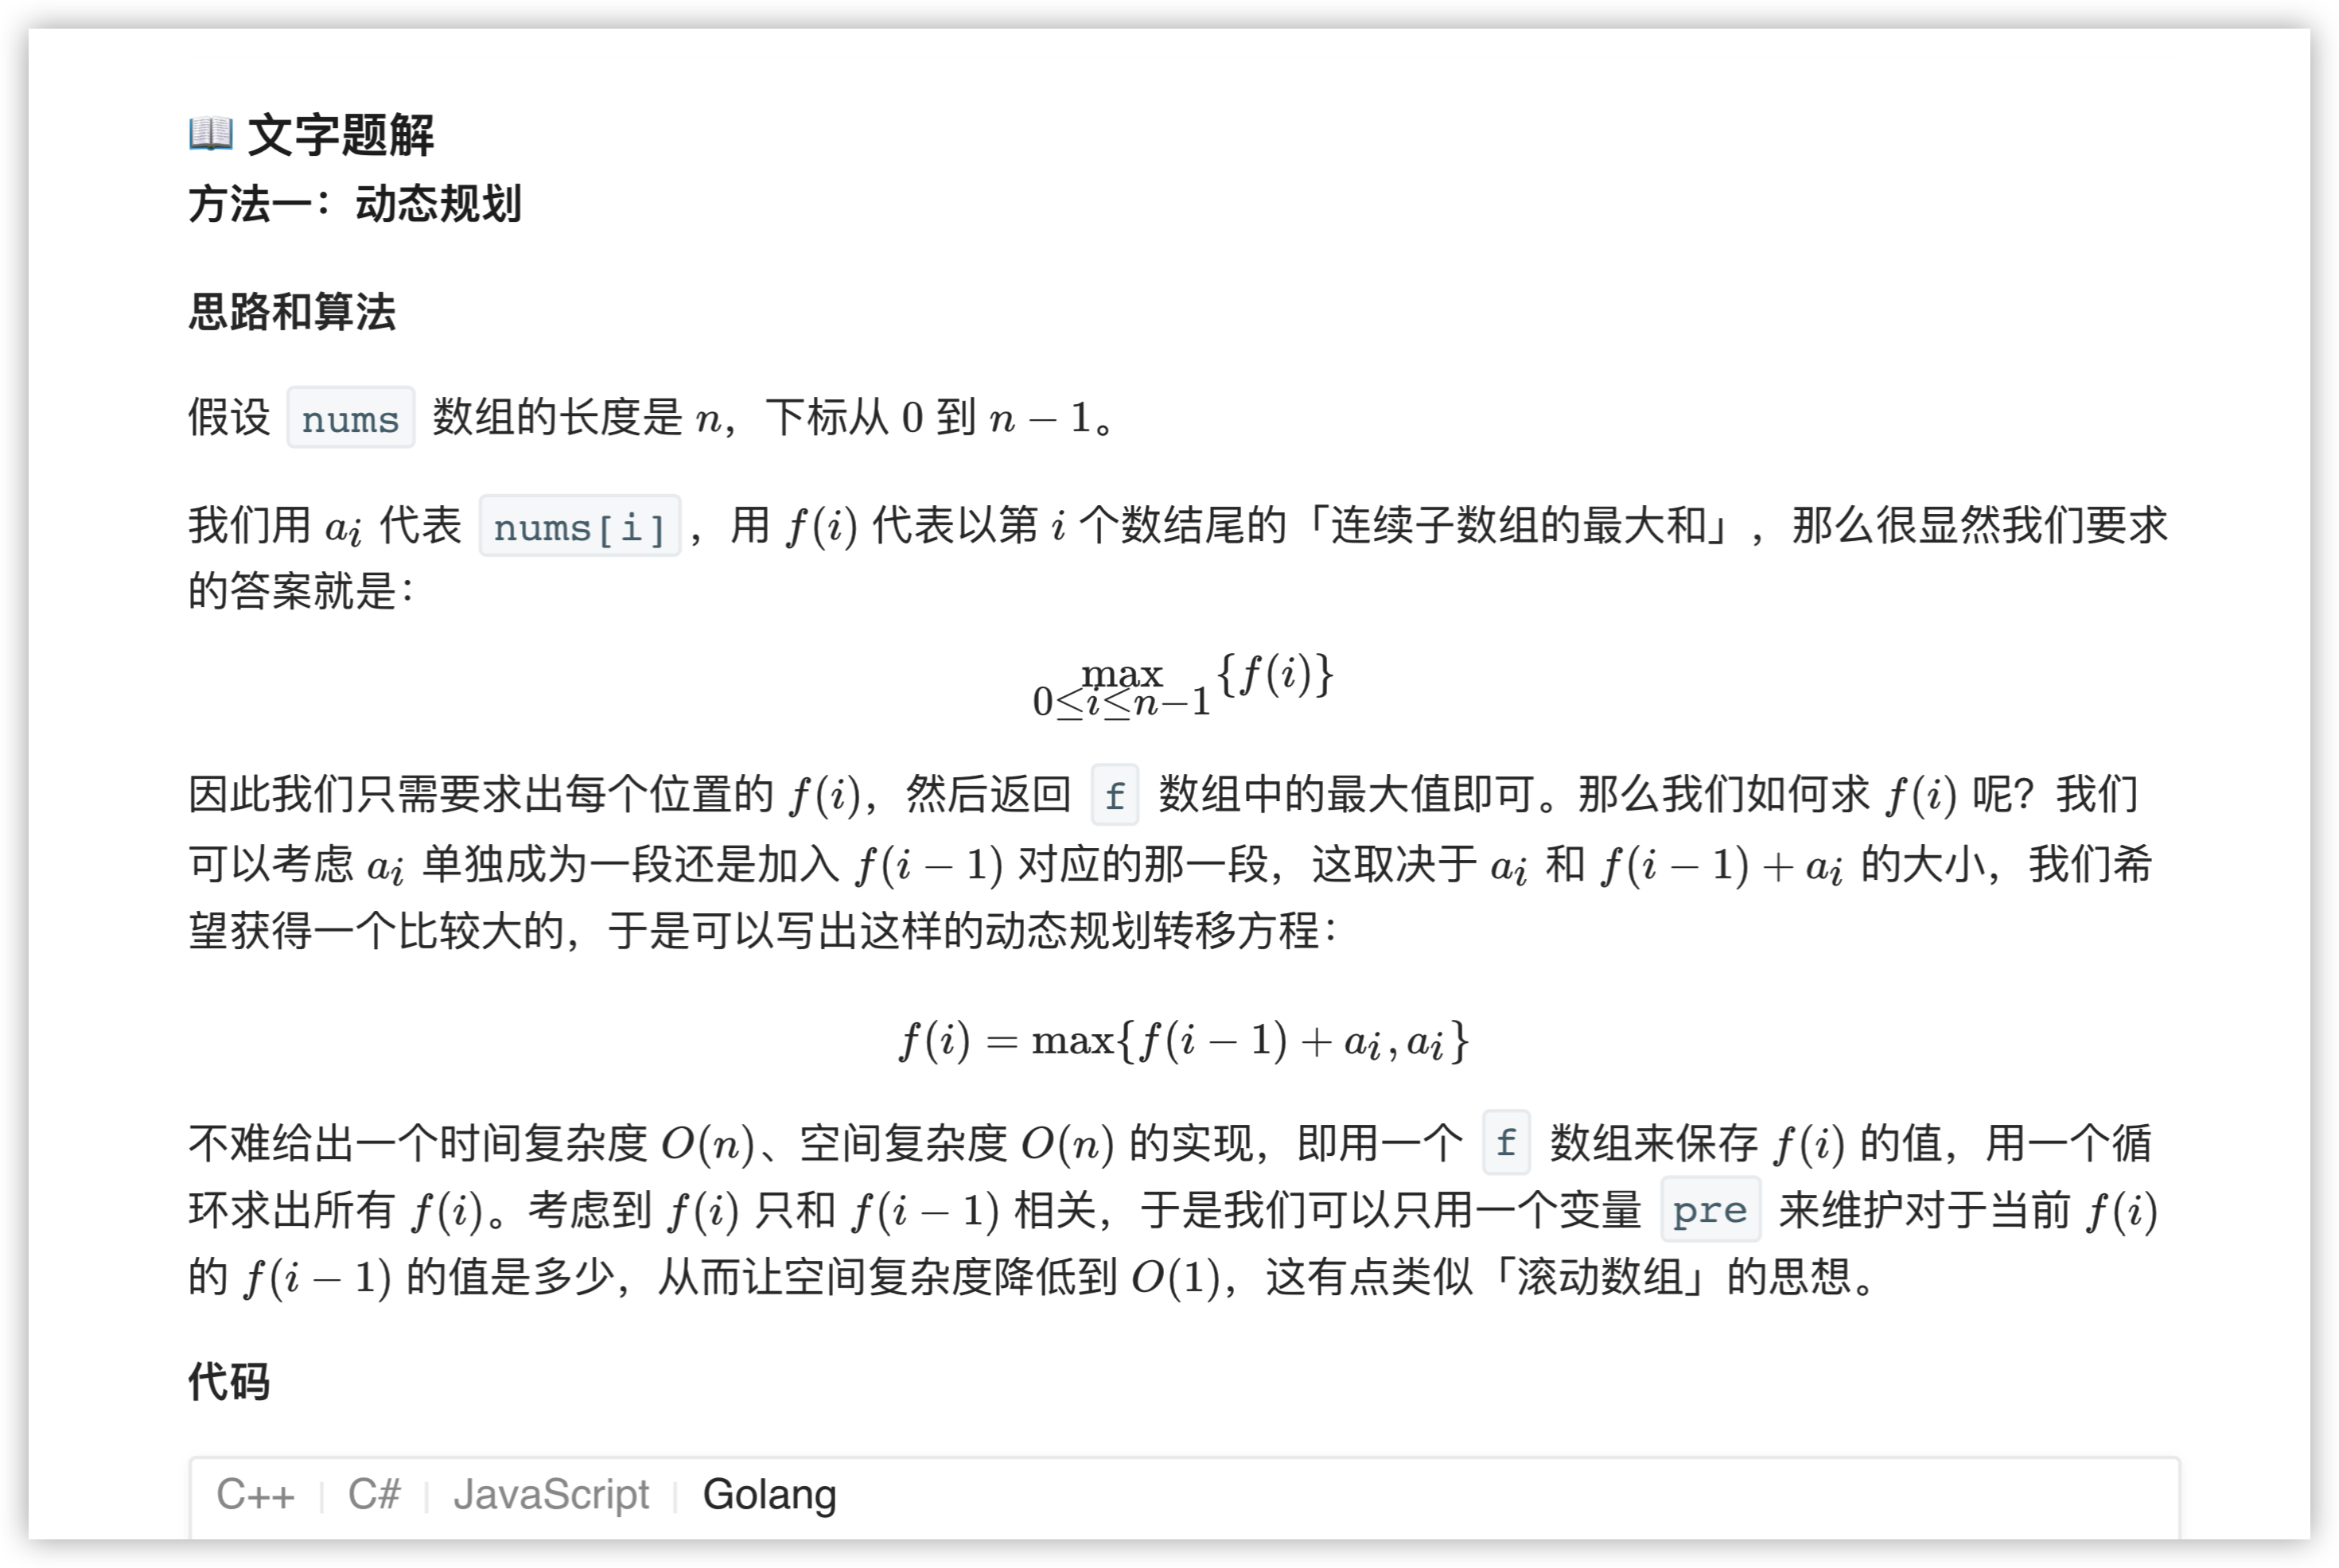 📖 文字题解
方法一：动态规划
思路和算法
假设 nums 数组的长度是 n，下标从 0 到 n − 1。
我们用 aᵢ 代表 nums[i]，用 f(i) 代表以第 i 个数结尾的「连续子数组的最大和」，那么很显然我们要求
的答案就是：
max {f(i)}
0≤i≤n−1
因此我们只需要求出每个位置的 f(i)，然后返回 f 数组中的最大值即可。那么我们如何求 f(i) 呢？我们
可以考虑 aᵢ 单独成为一段还是加入 f(i − 1) 对应的那一段，这取决于 aᵢ 和 f(i − 1) + aᵢ 的大小，我们希
望获得一个比较大的，于是可以写出这样的动态规划转移方程：
f(i) = max{f(i − 1) + aᵢ, aᵢ}
不难给出一个时间复杂度 O(n)、空间复杂度 O(n) 的实现，即用一个 f 数组来保存 f(i) 的值，用一个循
环求出所有 f(i)。考虑到 f(i) 只和 f(i − 1) 相关，于是我们可以只用一个变量 pre 来维护对于当前 f(i)
的 f(i − 1) 的值是多少，从而让空间复杂度降低到 O(1)，这有点类似「滚动数组」的思想。
代码
C++ | C# | JavaScript | Golang